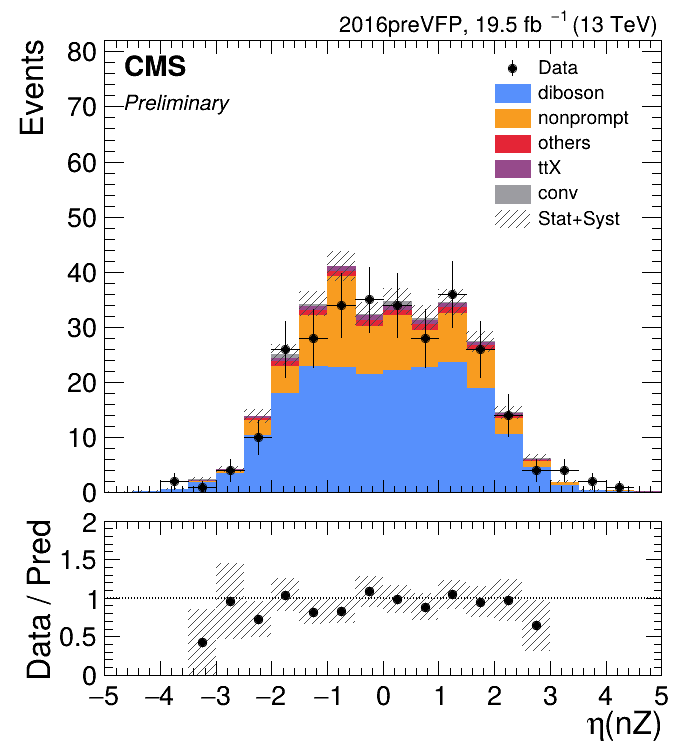 2016preVFP, 19.5 fb⁻¹ (13 TeV)
Events
80
70
60
50
40
30
20
10
0
CMS
Preliminary
Data
diboson
nonprompt
others
ttX
conv
Stat+Syst
Data / Pred
2
1.5
1
0.5
0
−5 −4 −3 −2 −1 0 1 2 3 4 5
η(nZ)